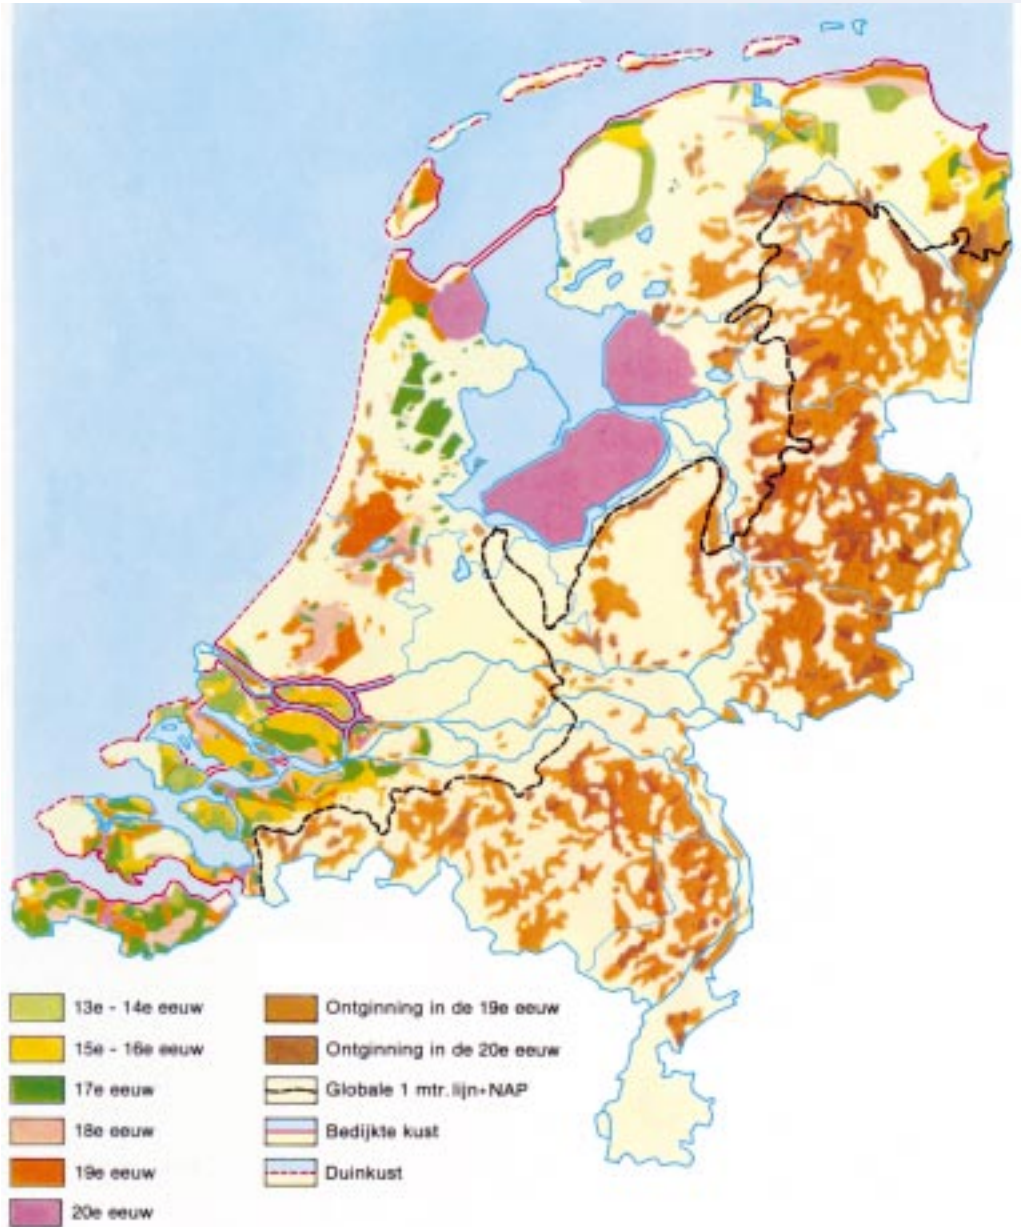 13e - 14e eeuw
15e - 16e eeuw
17e eeuw
18e eeuw
19e eeuw
20e eeuw
Ontginning in de 19e eeuw
Ontginning in de 20e eeuw
Globale 1 mtr. lijn+NAP
Bedijkte kust
Duinkust